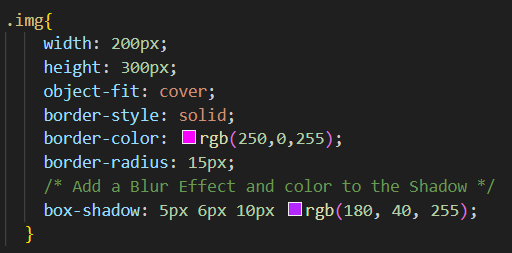 .img{
width: 200px;
height: 300px;
object-fit: cover;
border-style: solid;
border-color: rgb(250,0,255);
border-radius: 15px;
/* Add a Blur Effect and color to the Shadow */
box-shadow: 5px 6px 10px rgb(180, 40, 255);
}